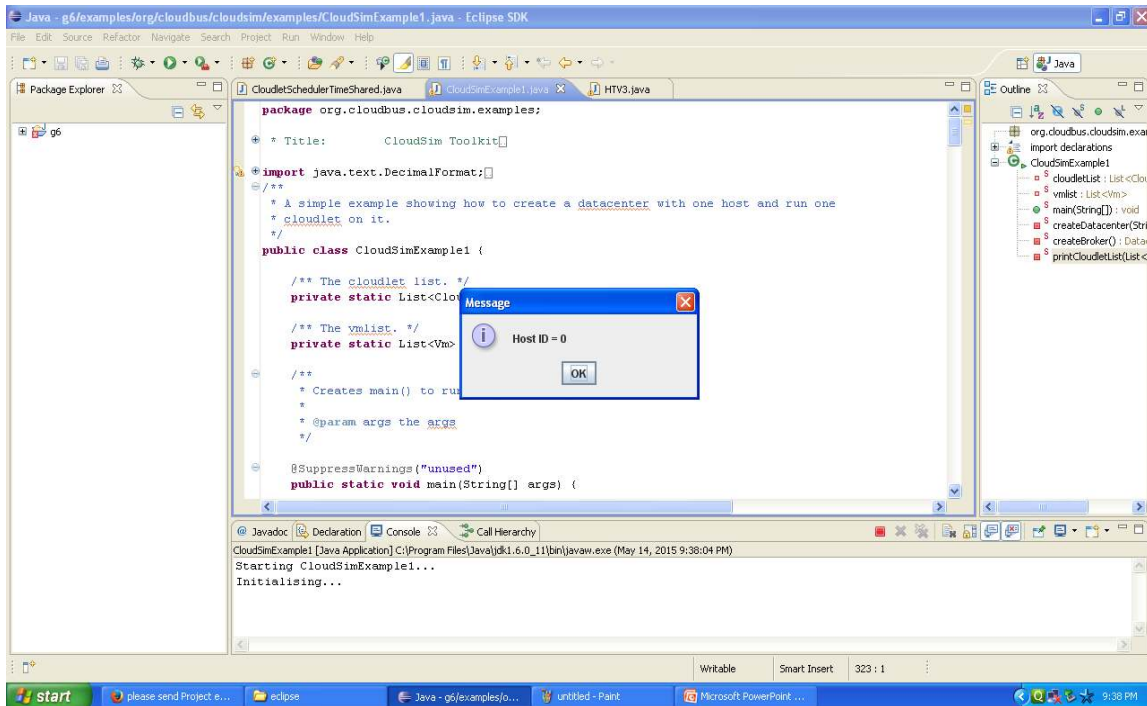 Java - g6/examples/org/cloudbus/cloudsim/examples/CloudSimExample1.java - Eclipse SDK
File Edit Source Refactor Navigate Search Project Run Window Help
Java
Package Explorer
g6
CloudletSchedulerTimeShared.java
CloudSimExample1.java
HTV3.java
package org.cloudbus.cloudsim.examples;
* Title: CloudSim Toolkit
import java.text.DecimalFormat;
/**
* A simple example showing how to create a datacenter with one host and run one
* cloudlet on it.
*/
public class CloudSimExample1 {
/** The cloudlet list. */
private static List<Clou
/** The vmlist. */
private static List<Vm>
/**
* Creates main() to ru
*
* @param args the args
*/
@SuppressWarnings("unused")
public static void main(String[] args) {
Message
Host ID = 0
OK
Outline
org.cloudbus.cloudsim.exa
import declarations
CloudSimExample1
cloudletList : List<Clou
vmlist : List<Vm>
main(String[]) : void
createDatacenter(Stri
createBroker() : Data
printCloudletList(List<
@ Javadoc Declaration Console Call Hierarchy
CloudSimExample1 [Java Application] C:\Program Files\Java\jdk1.6.0_11\bin\javaw.exe (May 14, 2015 9:38:04 PM)
Starting CloudSimExample1...
Initialising...
Writable Smart Insert 323 : 1
start
please send Project e...
eclipse
Java - g6/examples/o...
untitled - Paint
Microsoft PowerPoint ...
9:38 PM